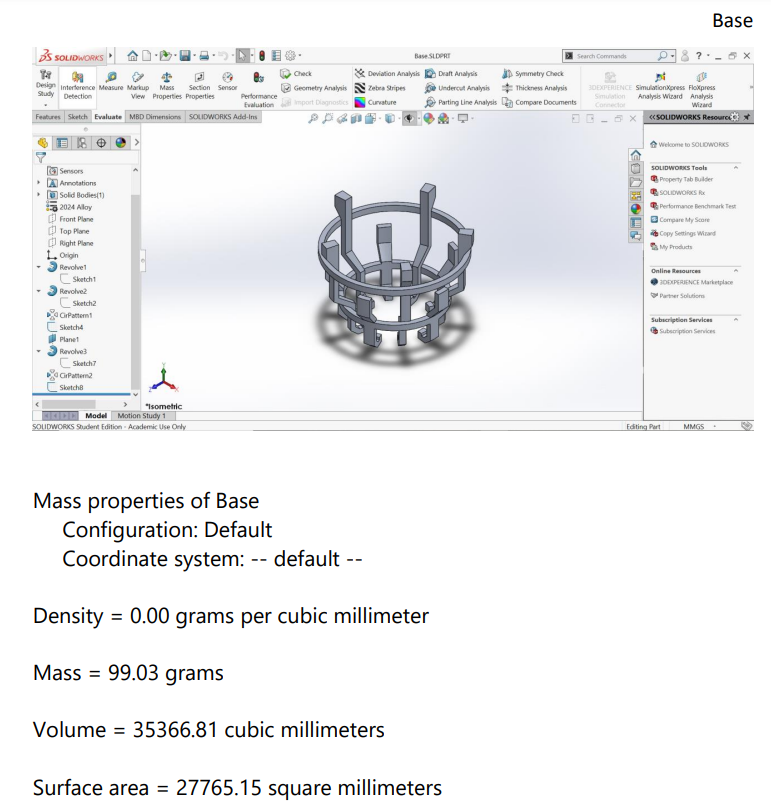 Base
SOLIDWORKS
Base.SLDPRT
Search Commands
Design Study
Interference Detection
Measure
Markup View
Mass Properties
Section Properties
Sensor
Performance Evaluation
Check
Geometry Analysis
Import Diagnostics
Deviation Analysis
Zebra Stripes
Curvature
Draft Analysis
Undercut Analysis
Parting Line Analysis
Symmetry Check
Thickness Analysis
Compare Documents
3DEXPERIENCE Simulation Connector
SimulationXpress Analysis Wizard
FloXpress Analysis Wizard
Features Sketch Evaluate MBD Dimensions SOLIDWORKS Add-Ins
Sensors
Annotations
Solid Bodies(1)
2024 Alloy
Front Plane
Top Plane
Right Plane
Origin
Revolve1
Sketch1
Revolve2
Sketch2
CirPattern1
Sketch4
Plane1
Revolve3
Sketch7
CirPattern2
Sketch8
*Isometric
Model Motion Study 1
SOLIDWORKS Student Edition - Academic Use Only
Editing Part MMGS
SOLIDWORKS
Welcome to SOLIDWORKS
SOLIDWORKS Tools
Property Tab Builder
SOLIDWORKS Rx
Performance Benchmark Test
Compare My Score
Copy Settings Wizard
My Products
Online Resources
3DEXPERIENCE Marketplace
Partner Solutions
Subscription Services
Subscription Services
Mass properties of Base
Configuration: Default
Coordinate system: -- default --
Density = 0.00 grams per cubic millimeter
Mass = 99.03 grams
Volume = 35366.81 cubic millimeters
Surface area = 27765.15 square millimeters